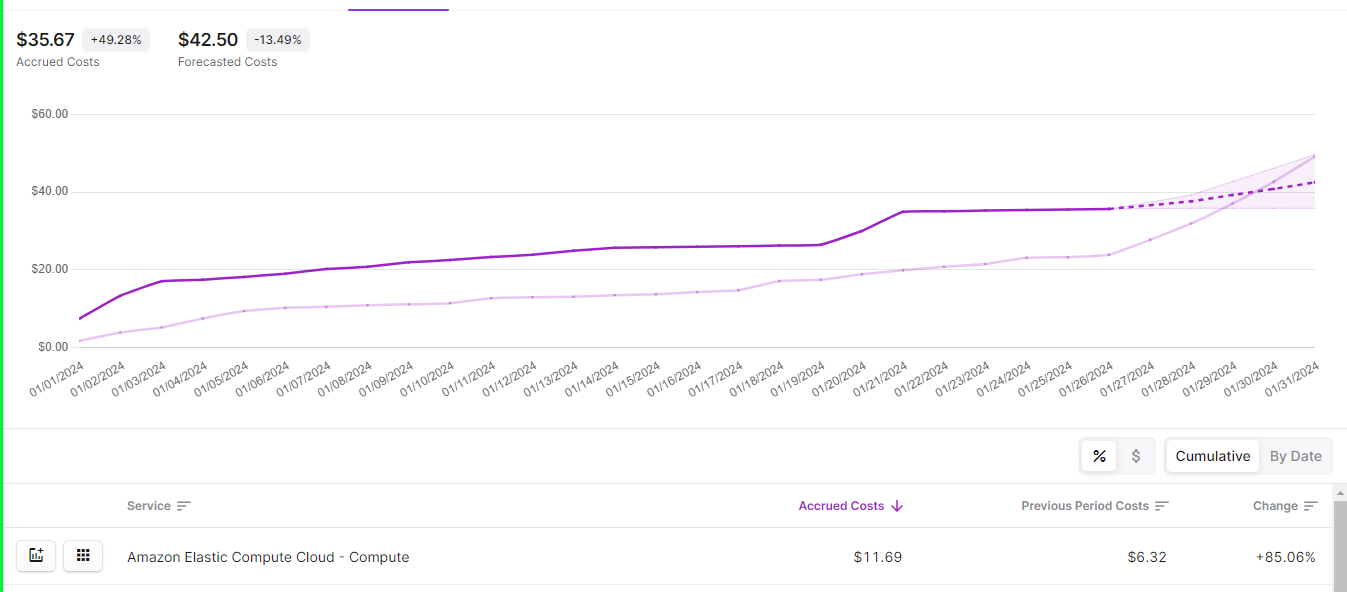 $35.67 +49.28% $42.50 -13.49%
Accrued Costs Forecasted Costs
$60.00
$40.00
$20.00
$0.00
01/01/2024 01/02/2024 01/03/2024 01/04/2024 01/05/2024 01/06/2024 01/07/2024 01/08/2024 01/09/2024 01/10/2024 01/11/2024 01/12/2024 01/13/2024 01/14/2024 01/15/2024 01/16/2024 01/17/2024 01/18/2024 01/19/2024 01/20/2024 01/21/2024 01/22/2024 01/23/2024 01/24/2024 01/25/2024 01/26/2024 01/27/2024 01/28/2024 01/29/2024 01/30/2024 01/31/2024
% $ Cumulative By Date
Service Accrued Costs Previous Period Costs Change
Amazon Elastic Compute Cloud - Compute $11.69 $6.32 +85.06%